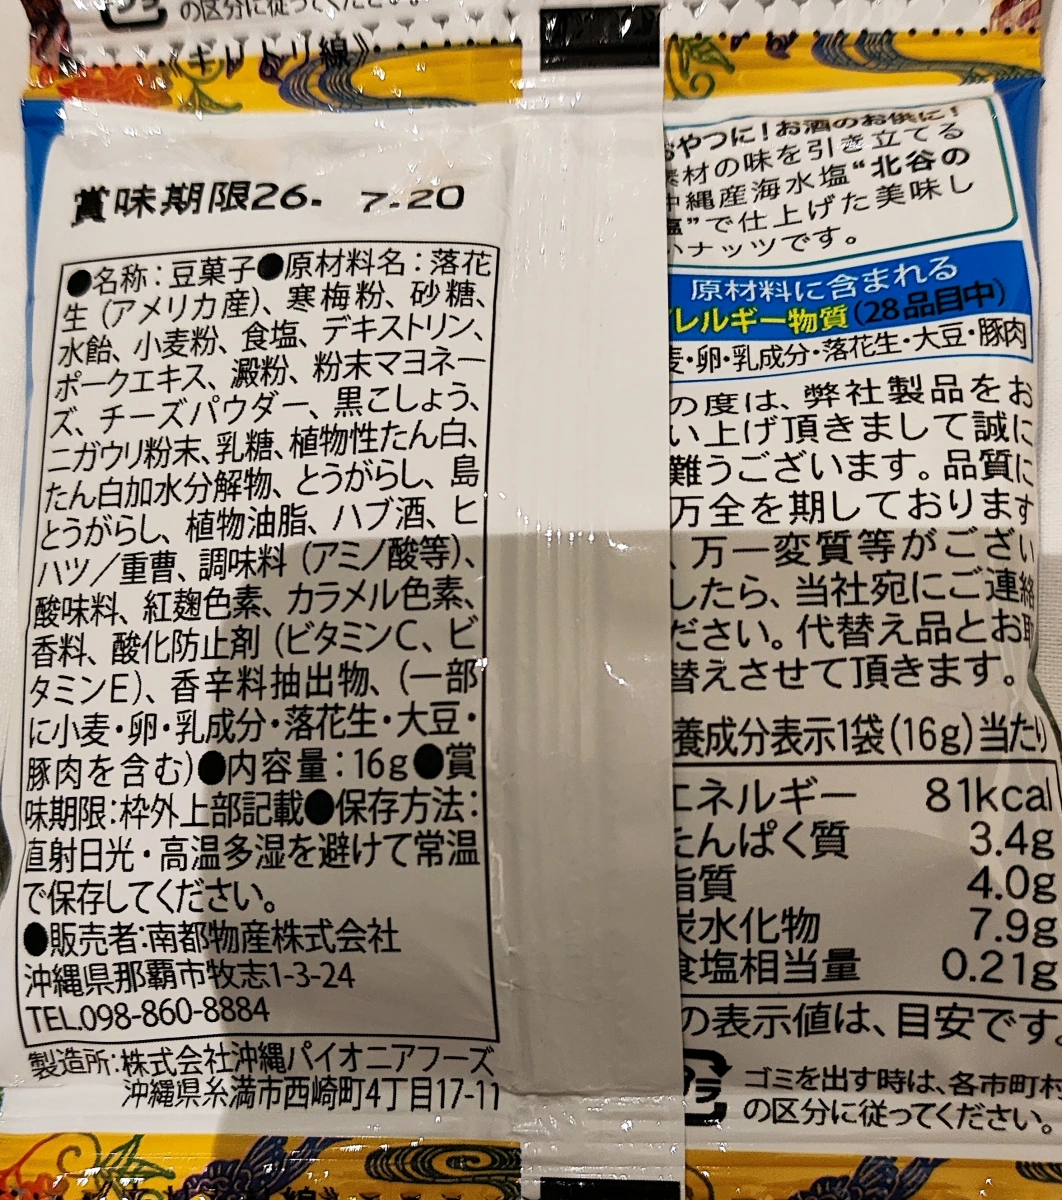 の区分に従ってください。
《キリトリ線》
賞味期限26. 7-20
●名称：豆菓子●原材料名：落花
生（アメリカ産）、寒梅粉、砂糖、
水飴、小麦粉、食塩、デキストリン、
ポークエキス、澱粉、粉末マヨネー
ズ、チーズパウダー、黒こしょう、
ニガウリ粉末、乳糖、植物性たん白、
たん白加水分解物、とうがらし、島
とうがらし、植物油脂、ハブ酒、ヒ
ハツ／重曹、調味料（アミノ酸等）、
酸味料、紅麹色素、カラメル色素、
香料、酸化防止剤（ビタミンC、ビ
タミンE）、香辛料抽出物、（一部
に小麦・卵・乳成分・落花生・大豆・
豚肉を含む）●内容量：16g●賞
味期限：枠外上部記載●保存方法：
直射日光・高温多湿を避けて常温
で保存してください。
●販売者：南都物産株式会社
沖縄県那覇市牧志1-3-24
TEL.098-860-8884
製造所：株式会社沖縄パイオニアフーズ
沖縄県糸満市西崎町4丁目17-11
やつに！お酒のお供に！
材の味を引き立てる
縄産海水塩“北谷の
塩”で仕上げた美味し
いナッツです。
原材料に含まれる
レルギー物質（28品目中）
麦・卵・乳成分・落花生・大豆・豚肉
の度は、弊社製品をお
い上げ頂きまして誠に
難うございます。品質に
万全を期しております
、万一変質等がござい
したら、当社宛にご連絡
ださい。代替え品とお取
替えさせて頂きます。
養成分表示1袋(16g)当たり
エネルギー 81kcal
たんぱく質 3.4g
脂質 4.0g
炭水化物 7.9g
食塩相当量 0.21g
の表示値は、目安です。
プラ
ゴミを出す時は、各市町村
の区分に従ってください。